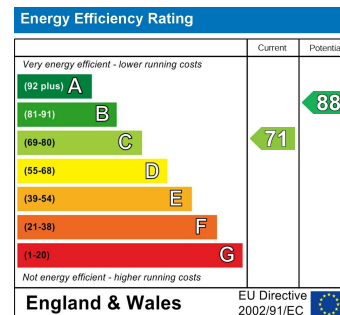 Energy Efficiency Rating
Current Potentia
Very energy efficient - lower running costs
(92 plus) A
(81-91) B
(69-80) C
(55-68) D
(39-54) E
(21-38) F
(1-20) G
71
88
Not energy efficient - higher running costs
England & Wales
EU Directive
2002/91/EC